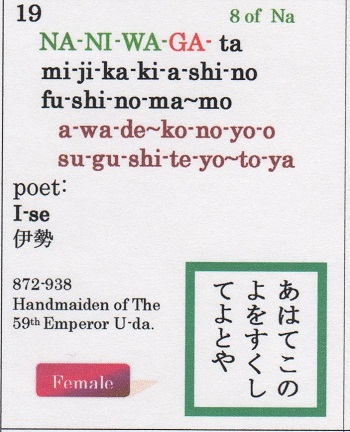 19
8 of Na
NA-NI-WA-GA- ta
mi-ji-ka-ki-a-shi-no
fu-shi-no-ma~mo
a-wa-de~ko-no-yo-o
su-gu-shi-te-yo~to-ya
poet:
I-se
伊勢
872-938
Handmaiden of The
59th Emperor U-da.
Female
あはてこの
よをすくし
てよとや